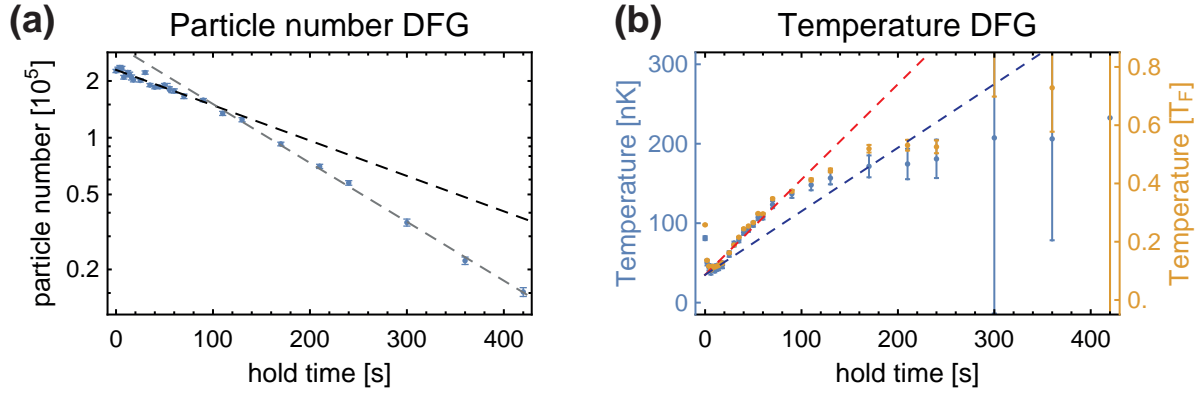 (a)
Particle number DFG
particle number [10⁵]
2
1
0.5
0.2
0
100
200
300
400
hold time [s]
(b)
Temperature DFG
Temperature [nK]
300
200
100
0
0
100
200
300
400
hold time [s]
0.8
0.6
0.4
0.2
0.
Temperature [T_F]